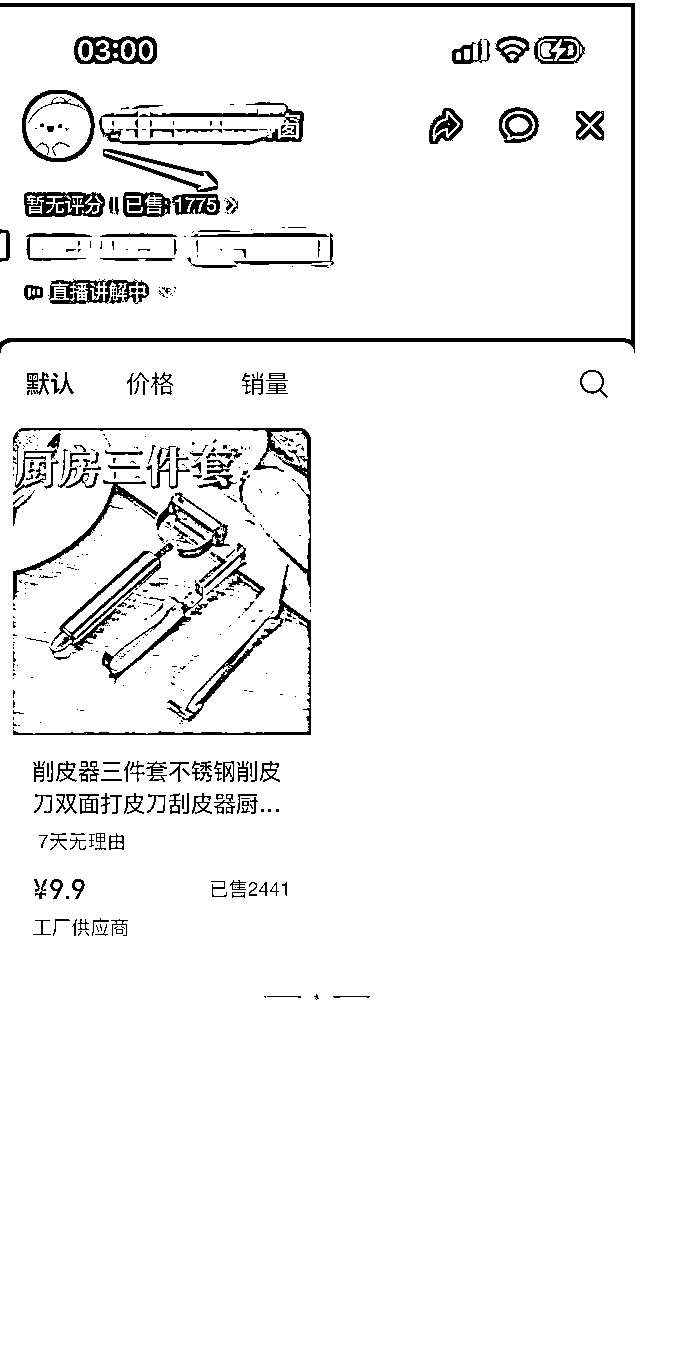 03:00
窗
暂无评分 已售:1775
直播讲解中
默认 价格 销量
厨房三件套
削皮器三件套不锈钢削皮
刀双面打皮刀刮皮器厨...
7天无理由
¥9.9 已售2441
工厂供应商